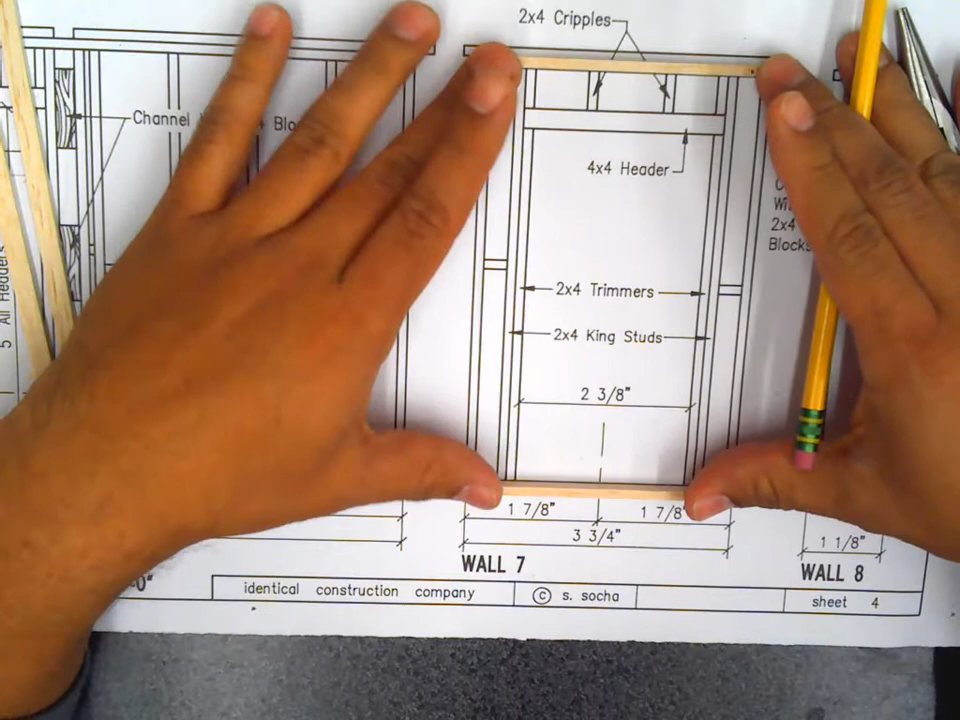 2x4 Cripples
Channel
4x4 Header
2x4
Blocks
2x4 Trimmers
2x4 King Studs
5 All Headers
2 3/8"
1 7/8"
1 7/8"
3 3/4"
1 1/8"
WALL 7
WALL 8
identical construction company
© s. socha
sheet 4